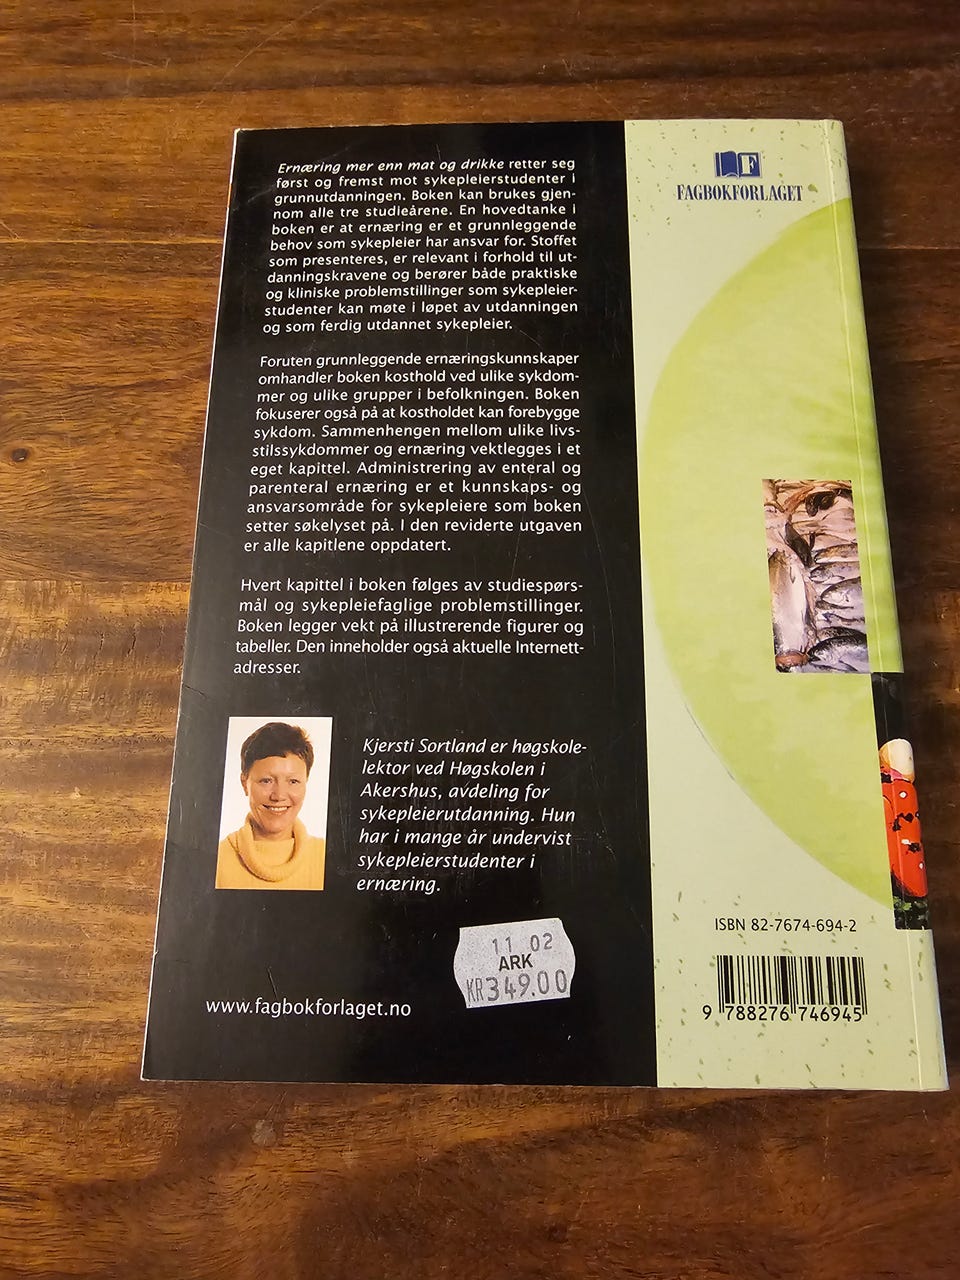 Ernæring mer enn mat og drikke retter seg
først og fremst mot sykepleierstudenter i
grunnutdanningen. Boken kan brukes gjen-
nom alle tre studieårene. En hovedtanke i
boken er at ernæring er et grunnleggende
behov som sykepleier har ansvar for. Stoffet
som presenteres, er relevant i forhold til ut-
danningskravene og berører både praktiske
og kliniske problemstillinger som sykepleier-
studenter kan møte i løpet av utdanningen
og som ferdig utdannet sykepleier.
Foruten grunnleggende ernæringskunnskaper
omhandler boken kosthold ved ulike sykdom-
mer og ulike grupper i befolkningen. Boken
fokuserer også på at kostholdet kan forebygge
sykdom. Sammenhengen mellom ulike livs-
stilssykdommer og ernæring vektlegges i et
eget kapittel. Administrering av enteral og
parenteral ernæring er et kunnskaps- og
ansvarsområde for sykepleiere som boken
setter søkelyset på. I den reviderte utgaven
er alle kapitlene oppdatert.
Hvert kapittel i boken følges av studiespørs-
mål og sykepleiefaglige problemstillinger.
Boken legger vekt på illustrerende figurer og
tabeller. Den inneholder også aktuelle Internett-
adresser.
Kjersti Sortland er høgskole-
lektor ved Høgskolen i
Akershus, avdeling for
sykepleierutdanning. Hun
har i mange år undervist
sykepleierstudenter i
ernæring.
11 02
ARK
KR349.00
www.fagbokforlaget.no
F
FAGBOKFORLAGET
ISBN 82-7674-694-2
9 788276 746945